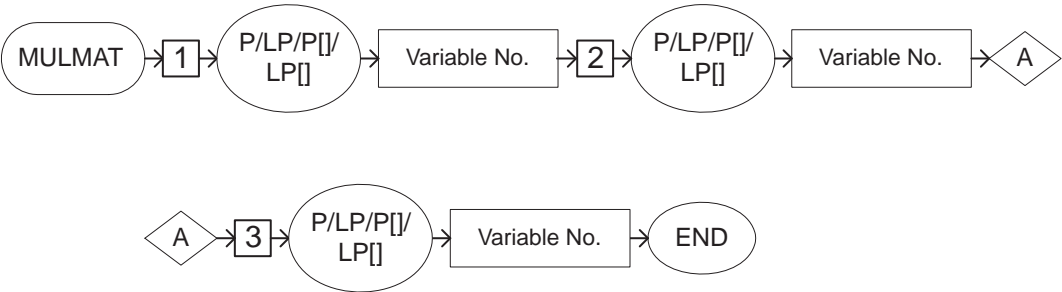 MULMAT 1 P/LP/P[]/ Variable No. 2 P/LP/P[]/ Variable No. A
LP[] LP[]
A 3 P/LP/P[]/ Variable No. END
LP[]